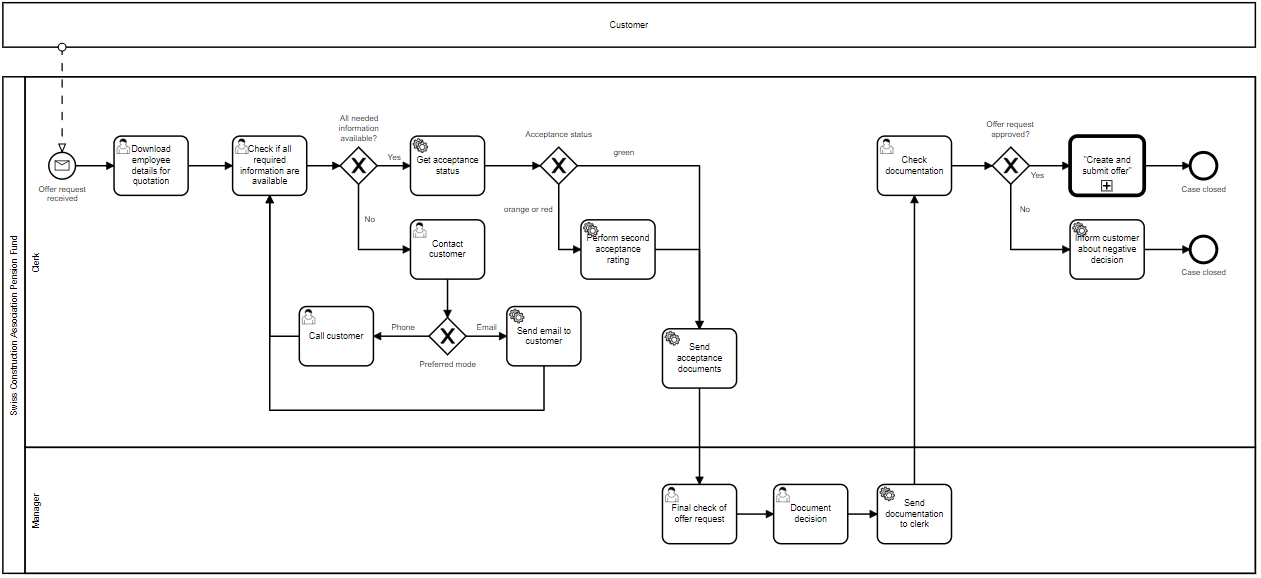 Customer
Swiss Construction Association Pension Fund
Clerk
Offer request
received
Download
employee
details for
quotation
Check if all
required
information are
available
All needed
information
available?
Yes
No
Get acceptance
status
Contact
customer
Call customer
Phone
Email
Preferred mode
Send email to
customer
Acceptance status
green
orange or red
Perform second
acceptance
rating
Send
acceptance
documents
Check
documentation
Offer request
approved?
Yes
No
"Create and
submit offer"
Case closed
Inform customer
about negative
decision
Case closed
Manager
Final check of
offer request
Document
decision
Send
documentation
to clerk